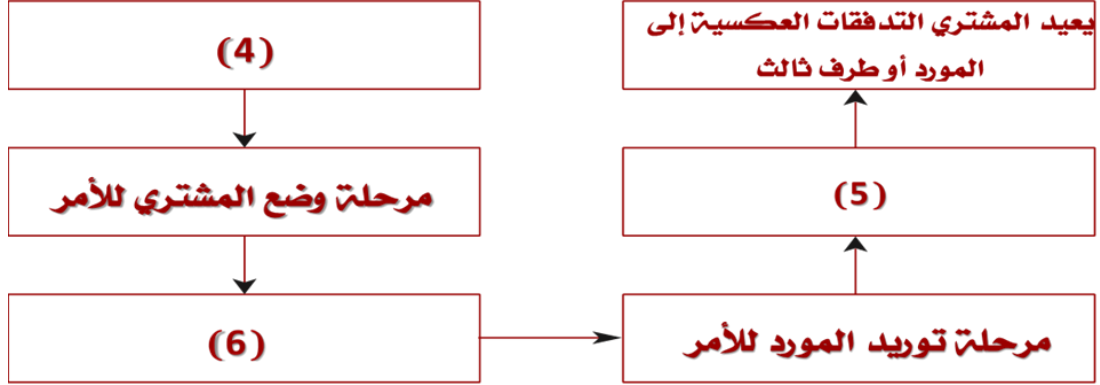 (4)
مرحلة وضع المشتري للأمر
(6)
مرحلة توريد المورد للأمر
(5)
يعيد المشتري التدفقات العكسية إلى
المورد أو طرف ثالث